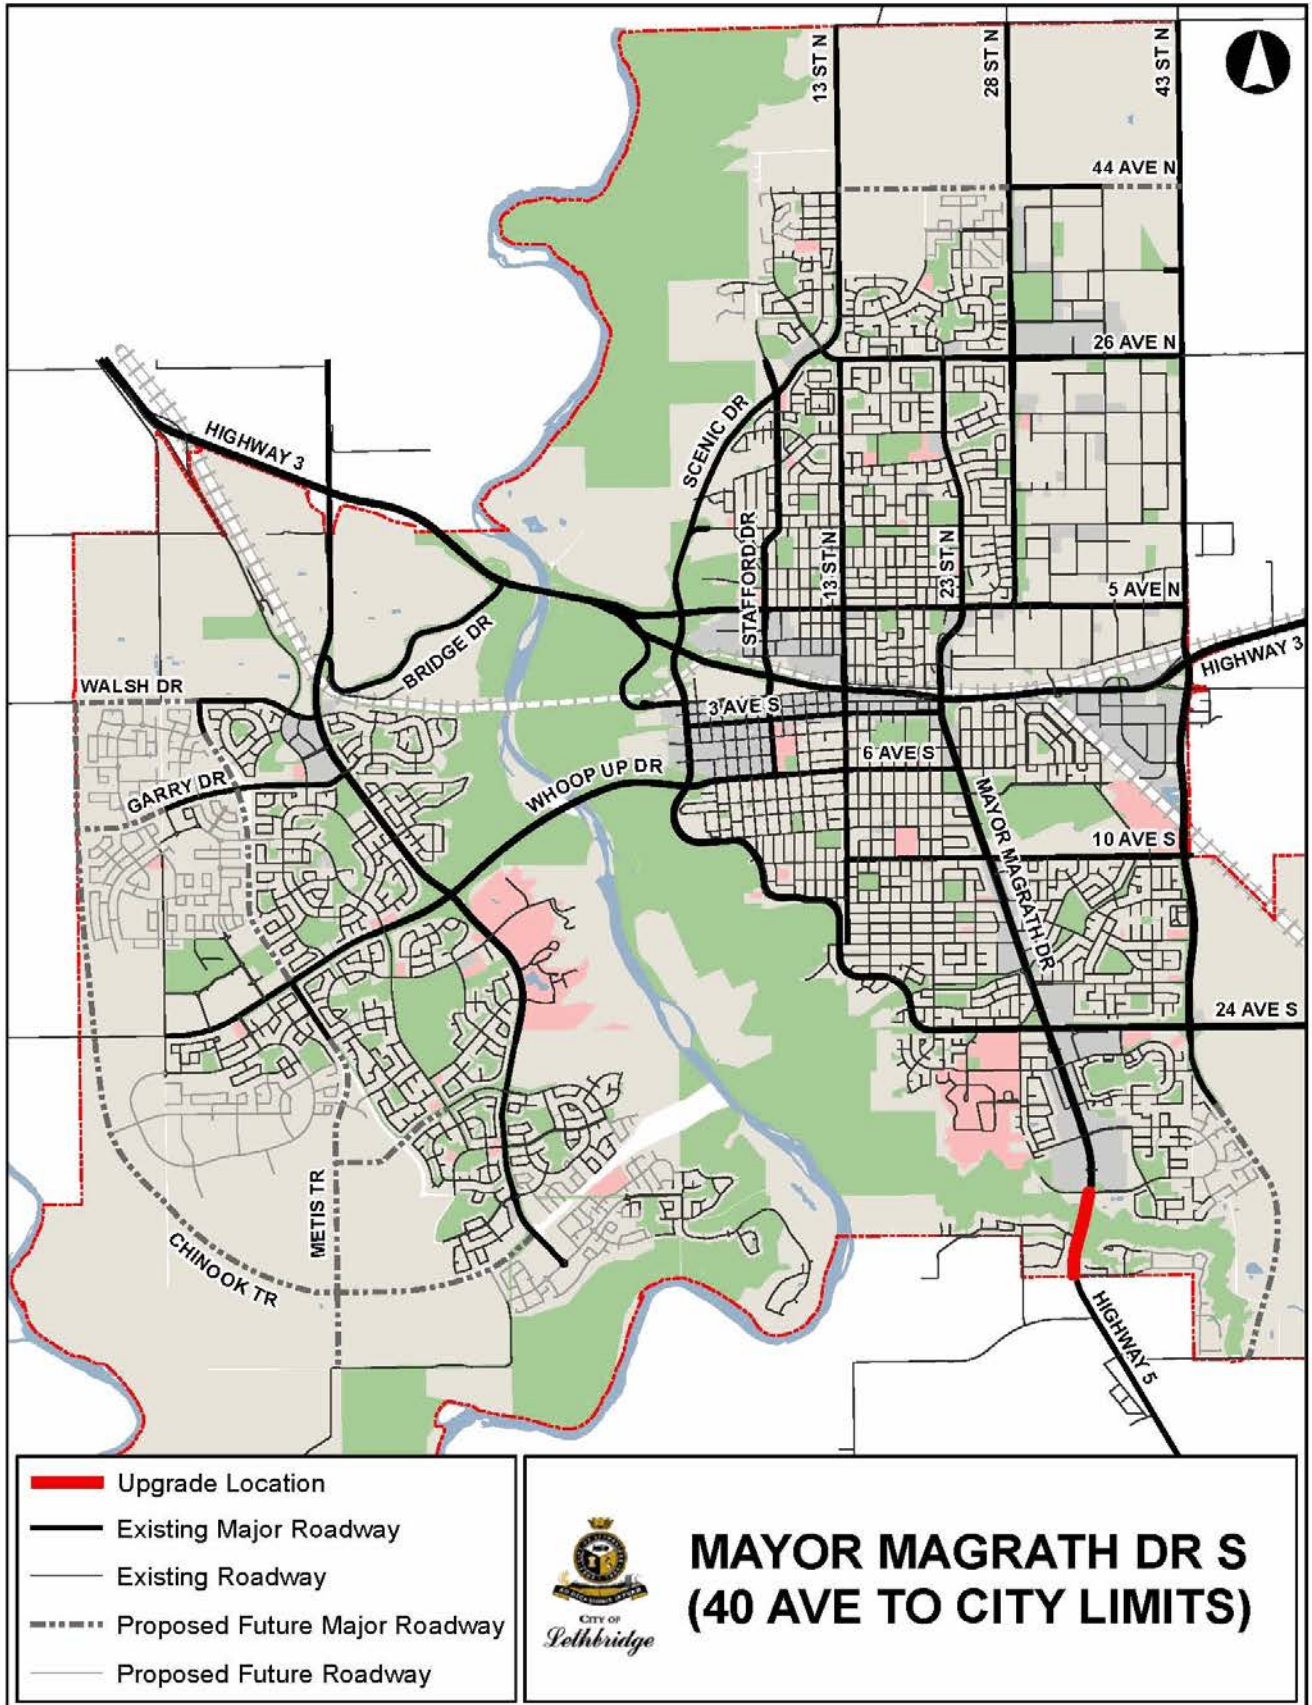 13 ST N
28 ST N
43 ST N
44 AVE N
26 AVE N
HIGHWAY 3
SCENIC DR
STAFFORD DR
13 ST N
23 ST N
5 AVE N
BRIDGE DR
HIGHWAY 3
WALSH DR
3 AVE S
6 AVE S
WHOOP UP DR
GARRY DR
MAYOR MAGRATH DR
10 AVE S
24 AVE S
METIS TR
CHINOOK TR
HIGHWAY 5
Upgrade Location
Existing Major Roadway
Existing Roadway
Proposed Future Major Roadway
Proposed Future Roadway
CITY OF
Lethbridge
MAYOR MAGRATH DR S
(40 AVE TO CITY LIMITS)